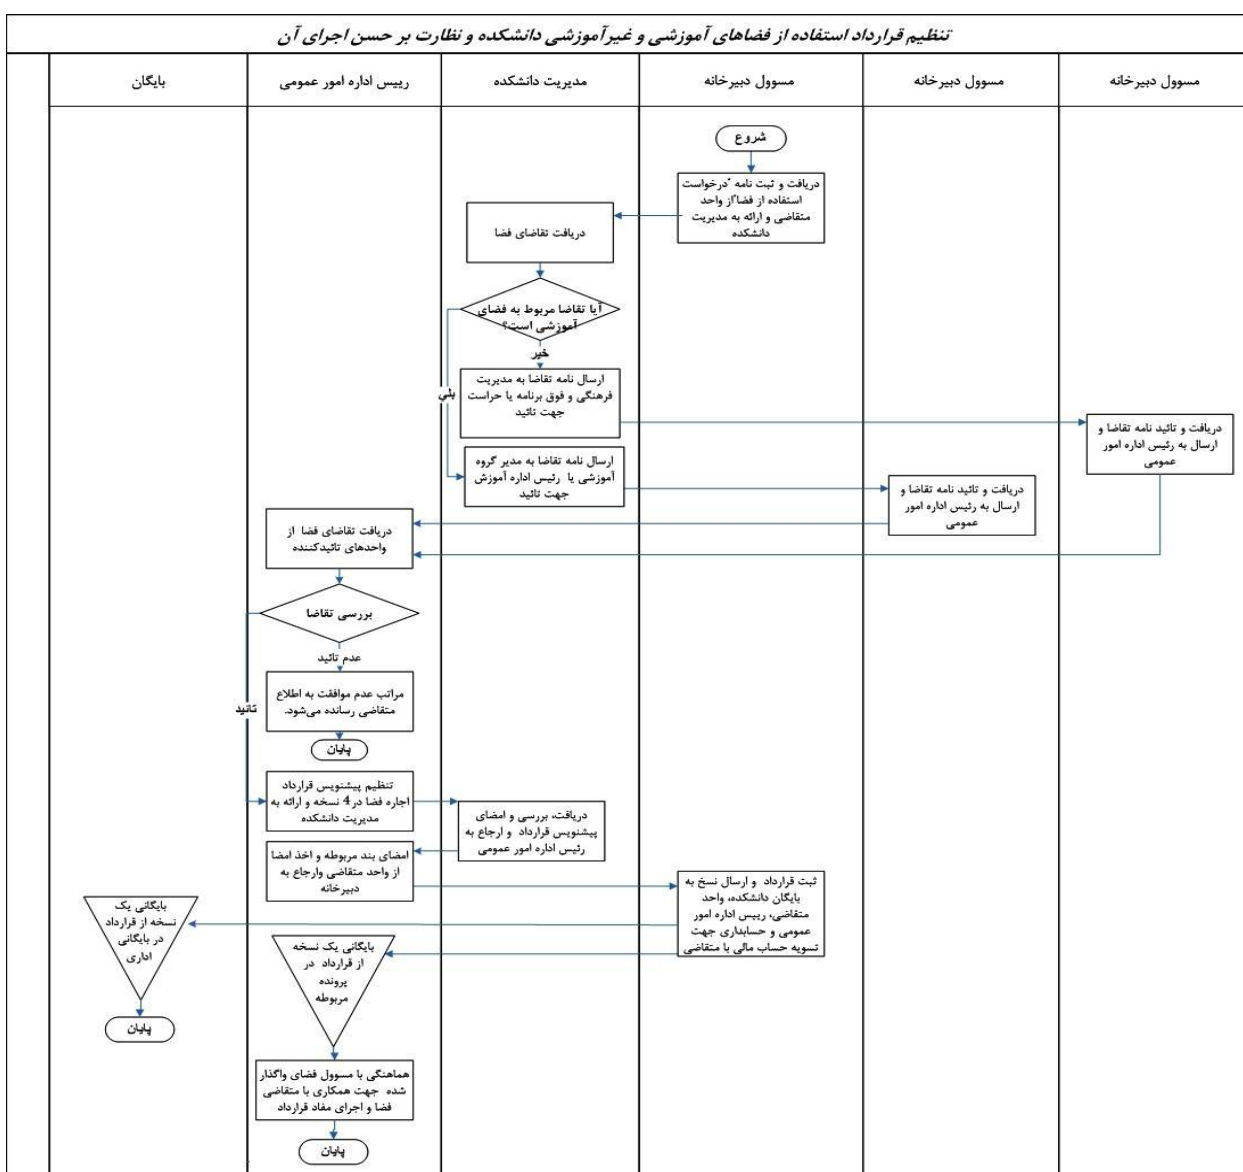 تنظیم قرارداد استفاده از فضاهای آموزشی و غیرآموزشی دانشکده و نظارت بر حسن اجرای آن
مسوول دبیرخانه
مسوول دبیرخانه
مسوول دبیرخانه
مدیریت دانشکده
رییس اداره امور عمومی
بایگان
شروع
دریافت و ثبت نامه "درخواست
استفاده از فضا"از واحد
متقاضی و ارائه به مدیریت
دانشکده
دریافت تقاضای فضا
آیا تقاضا مربوط به فضای
آموزشی است؟
خیر
بلی
ارسال نامه تقاضا به مدیریت
فرهنگی و فوق برنامه یا حراست
جهت تائید
دریافت و تائید نامه تقاضا و
ارسال به رئیس اداره امور
عمومی
ارسال نامه تقاضا به مدیر گروه
آموزشی یا رئیس اداره آموزش
جهت تائید
دریافت و تائید نامه تقاضا و
ارسال به رئیس اداره امور
عمومی
دریافت تقاضای فضا از
واحدهای تائیدکننده
بررسی تقاضا
عدم تائید
تائید
مراتب عدم موافقت به اطلاع
متقاضی رسانده می‌شود.
پایان
تنظیم پیشنویس قرارداد
اجاره فضا در 4 نسخه و ارائه به
مدیریت دانشکده
دریافت، بررسی و امضای
پیشنویس قرارداد و ارجاع به
رئیس اداره امور عمومی
امضای بند مربوطه و اخذ امضا
از واحد متقاضی وارجاع به
دبیرخانه
ثبت قرارداد و ارسال نسخ به
بایگان دانشکده، واحد
متقاضی، رییس اداره امور
عمومی و حسابداری جهت
تسویه حساب مالی با متقاضی
بایگانی یک
نسخه از قرارداد
در بایگانی
اداری
پایان
بایگانی یک نسخه
از قرارداد در
پرونده
مربوطه
هماهنگی با مسوول فضای واگذار
شده جهت همکاری با متقاضی
فضا و اجرای مفاد قرارداد
پایان